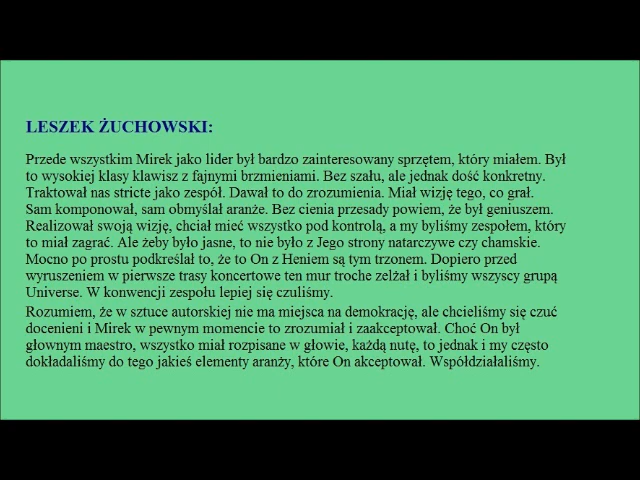 LESZEK ŻUCHOWSKI:
Przede wszystkim Mirek jako lider był bardzo zainteresowany sprzętem, który miałem. Był
to wysokiej klasy klawisz z fajnymi brzmieniami. Bez szału, ale jednak dość konkretny.
Traktował nas stricte jako zespół. Dawał to do zrozumienia. Miał wizję tego, co grał.
Sam komponował, sam obmyślał aranże. Bez cienia przesady powiem, że był geniuszem.
Realizował swoją wizję, chciał mieć wszystko pod kontrolą, a my byliśmy zespołem, który
to miał zagrać. Ale żeby było jasne, to nie było z Jego strony natarczywe czy chamskie.
Mocno po prostu podkreślał to, że to On z Heniem są tym trzonem. Dopiero przed
wyruszeniem w pierwsze trasy koncertowe ten mur troche zelżał i byliśmy wszyscy grupą
Universe. W konwencji zespołu lepiej się czuliśmy.
Rozumiem, że w sztuce autorskiej nie ma miejsca na demokrację, ale chcieliśmy się czuć
docenieni i Mirek w pewnym momencie to zrozumiał i zaakceptował. Choć On był
głownym maestro, wszystko miał rozpisane w głowie, każdą nutę, to jednak i my często
dokładaliśmy do tego jakieś elementy aranży, które On akceptował. Współdziałaliśmy.